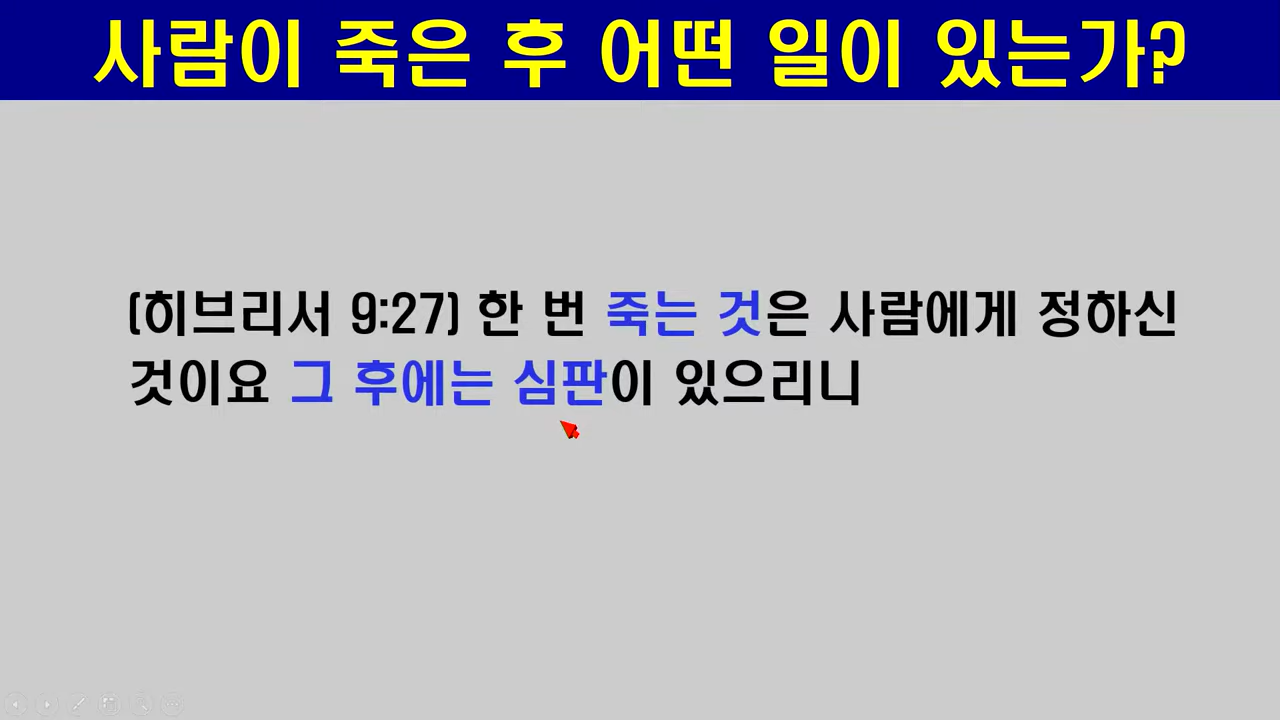 사람이 죽은 후 어떤 일이 있는가?
(히브리서 9:27) 한 번 죽는 것은 사람에게 정하신
것이요 그 후에는 심판이 있으리니